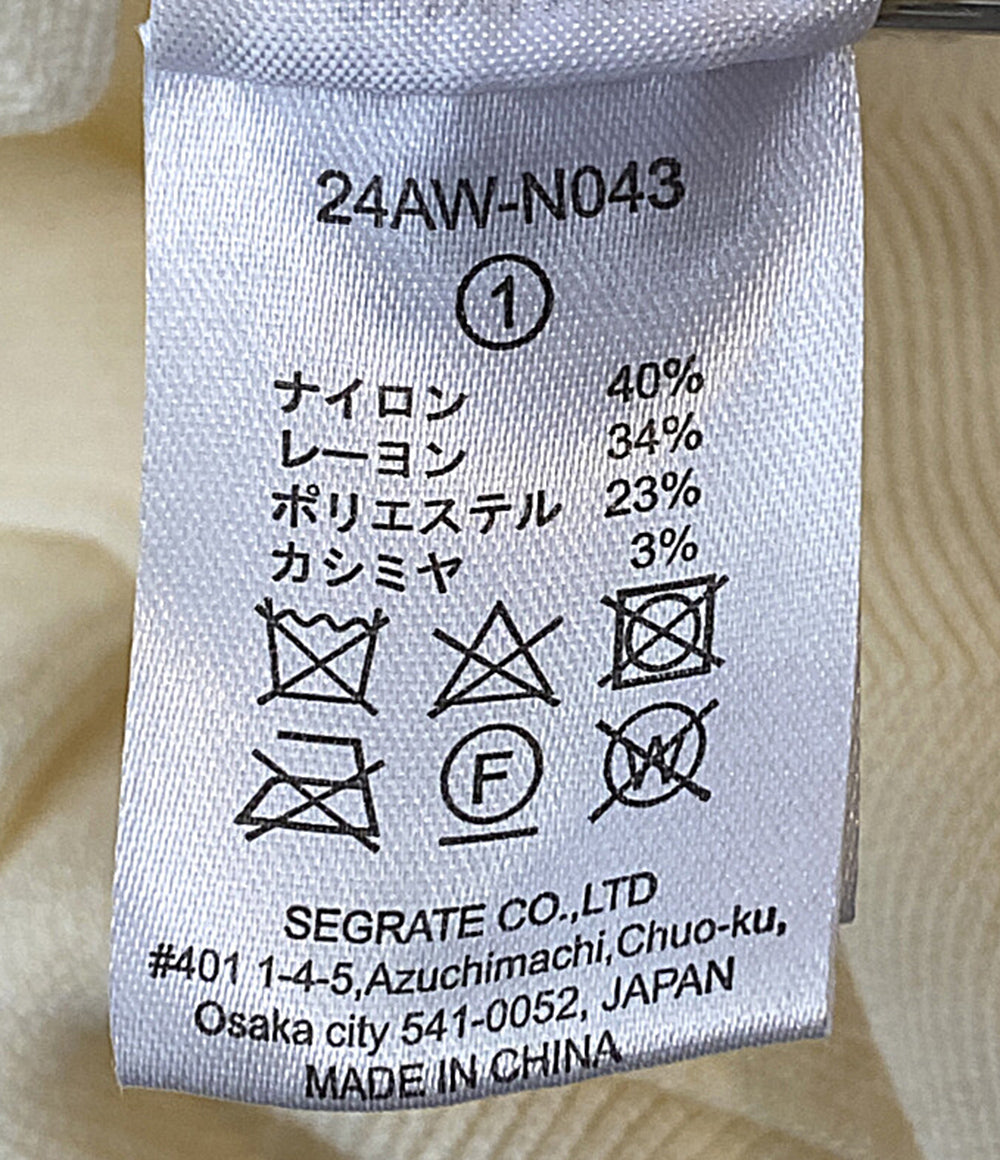 24AW-N043
①
ナイロン 40%
レーヨン 34%
ポリエステル 23%
カシミヤ 3%
F W
SEGRATE CO.,LTD
#401 1-4-5,Azuchimachi,Chuo-ku,
Osaka city 541-0052, JAPAN
MADE IN CHINA